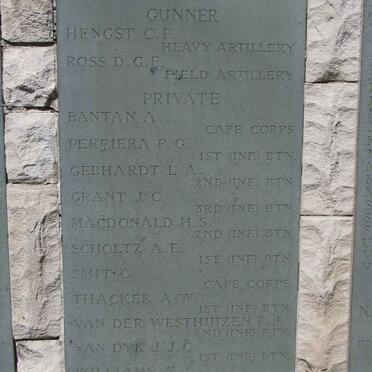 GUNNER
HENGST C.P.
HEAVY ARTILLERY
ROSS D.G.F.
FIELD ARTILLERY
PRIVATE
BANTAN A.
CAPE CORPS
FERRIERA P. G.
1ST (INF) BTN.
GEBHARDT L. A.
2ND (INF) BTN.
GRANT J. C.
3RD (INF) BTN.
MACDONALD H.S.
2ND (INF) BTN.
SCHOLTZ A.E.
1ST (INF) BTN.
SMIT C.
CAPE CORPS
THACKER A.W.
1ST (INF) BTN.
VAN DER WESTHUIZEN P.J.
2ND (INF) BTN.
VAN DYK J.J.C.
1ST (INF) BTN.
WILLIAMS